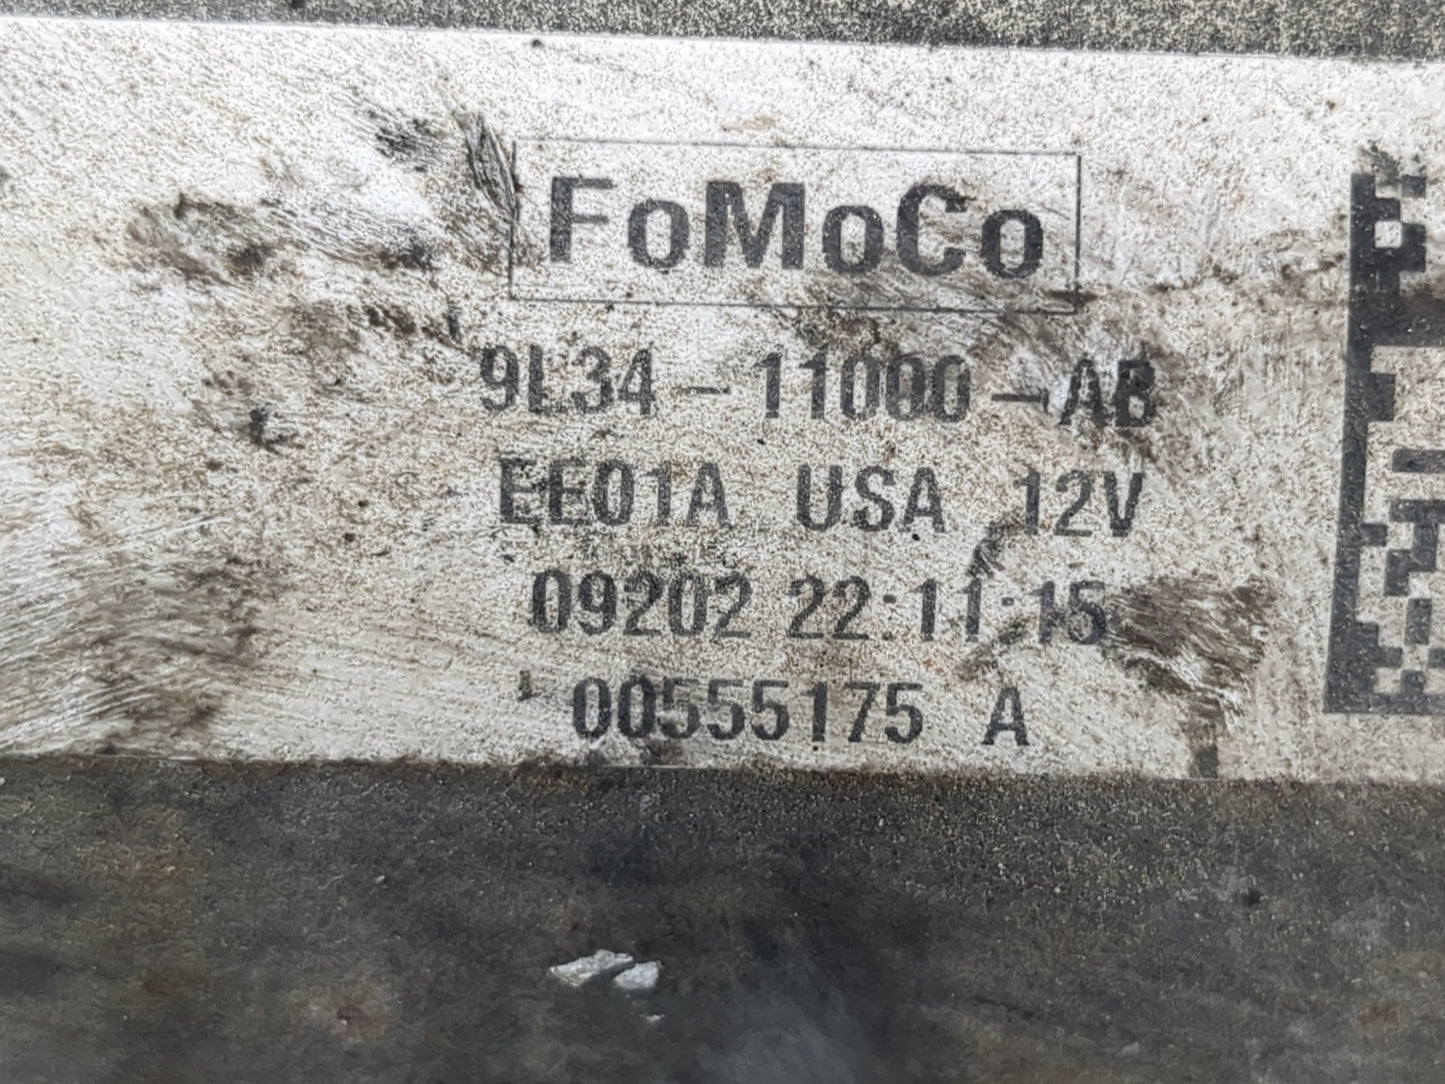 FoMoCo
9L34-11000-AB
EE01A USA 12V
09202 22:11:15
00555175 A